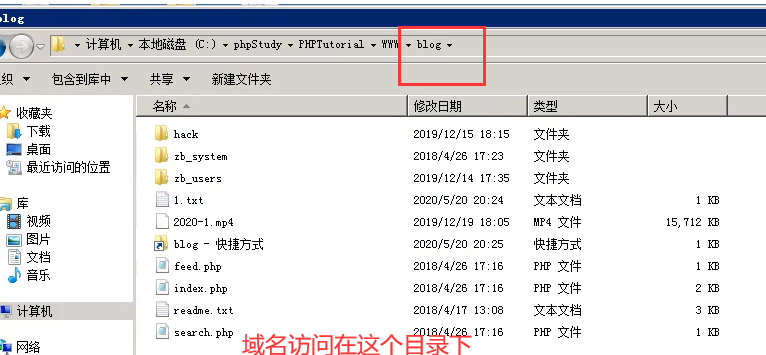 blog
计算机 本地磁盘 (C:) phpStudy PHPTutorial WWW blog
织 包含到库中 共享 新建文件夹
名称 修改日期 类型 大小
收藏夹
下载
桌面
最近访问的位置
库
视频
图片
文档
音乐
计算机
网络
hack 2019/12/15 18:15 文件夹
zb_system 2018/4/26 17:23 文件夹
zb_users 2019/12/14 17:35 文件夹
1.txt 2020/5/20 20:24 文本文档 1 KB
2020-1.mp4 2019/12/19 18:05 MP4 文件 15,712 KB
blog - 快捷方式 2020/5/20 20:25 快捷方式 1 KB
feed.php 2018/4/26 17:16 PHP 文件 1 KB
index.php 2018/4/26 17:16 PHP 文件 2 KB
readme.txt 2018/4/17 13:08 文本文档 3 KB
search.php 2018/4/26 17:16 PHP 文件 1 KB
域名访问在这个目录下